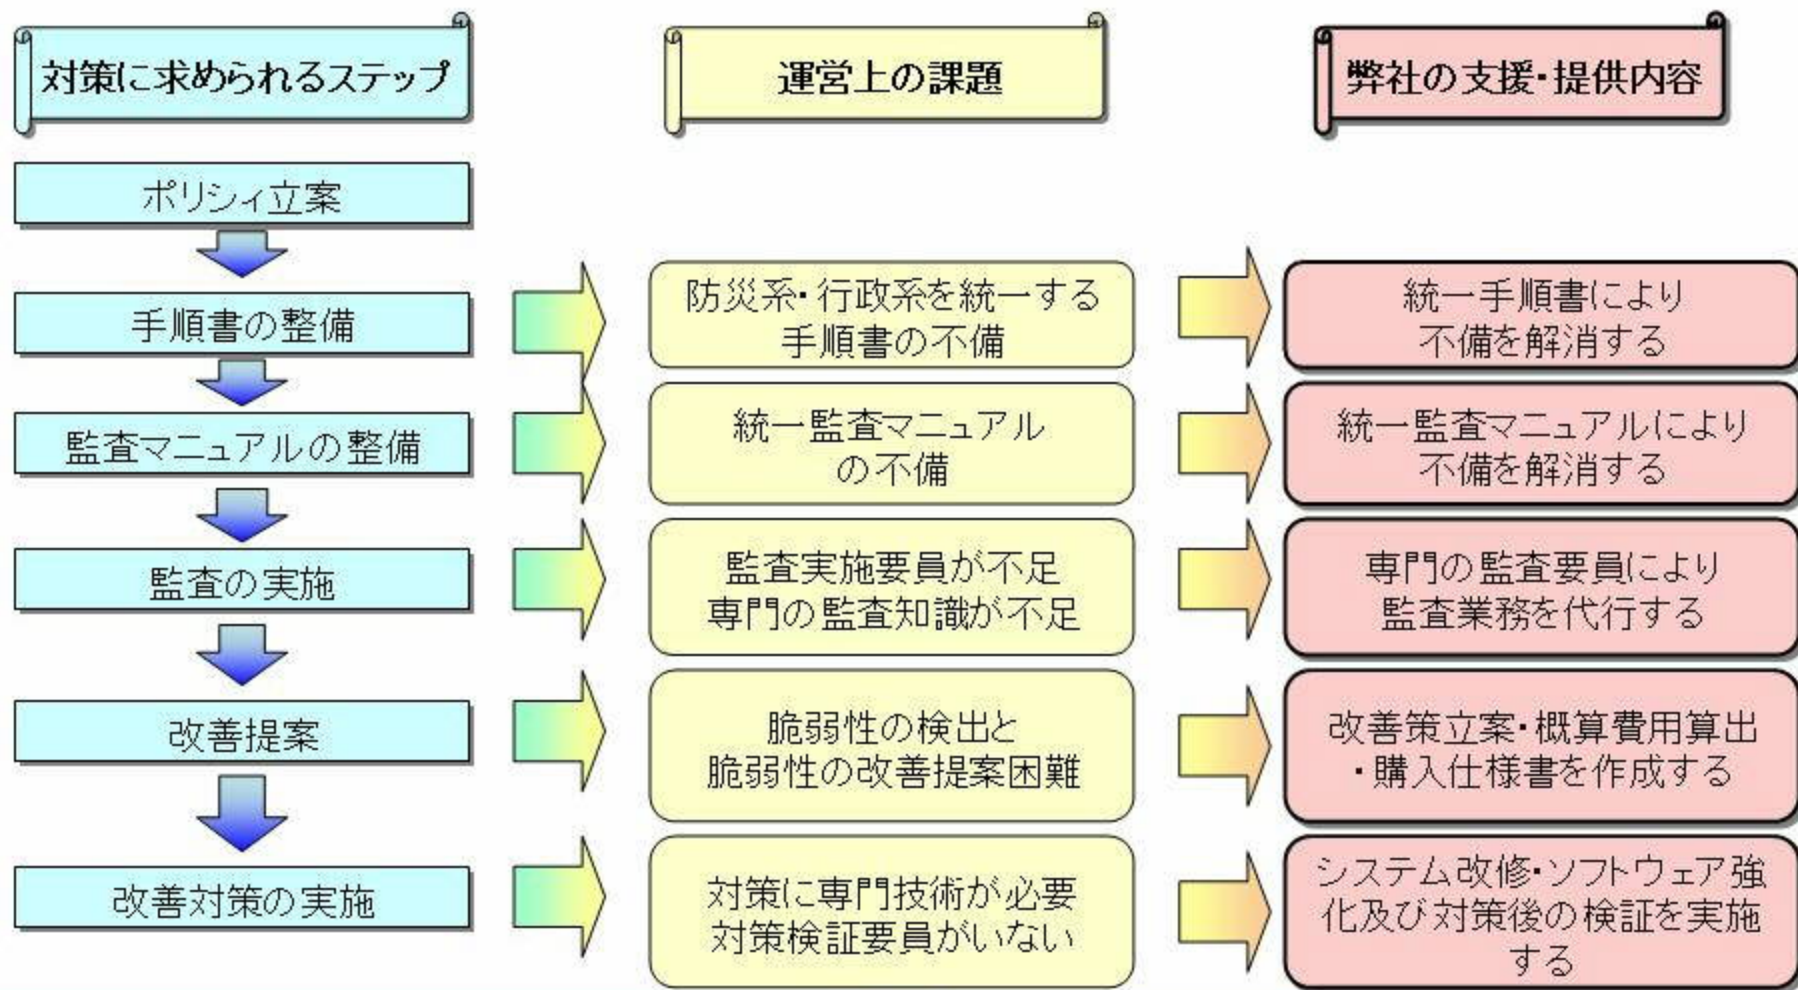 対策に求められるステップ
運営上の課題
弊社の支援・提供内容
ポリシィ立案
手順書の整備
防災系・行政系を統一する
手順書の不備
統一手順書により
不備を解消する
監査マニュアルの整備
統一監査マニュアル
の不備
統一監査マニュアルにより
不備を解消する
監査の実施
監査実施要員が不足
専門の監査知識が不足
専門の監査要員により
監査業務を代行する
改善提案
脆弱性の検出と
脆弱性の改善提案困難
改善策立案・概算費用算出
・購入仕様書を作成する
改善対策の実施
対策に専門技術が必要
対策検証要員がいない
システム改修・ソフトウェア強
化及び対策後の検証を実施
する